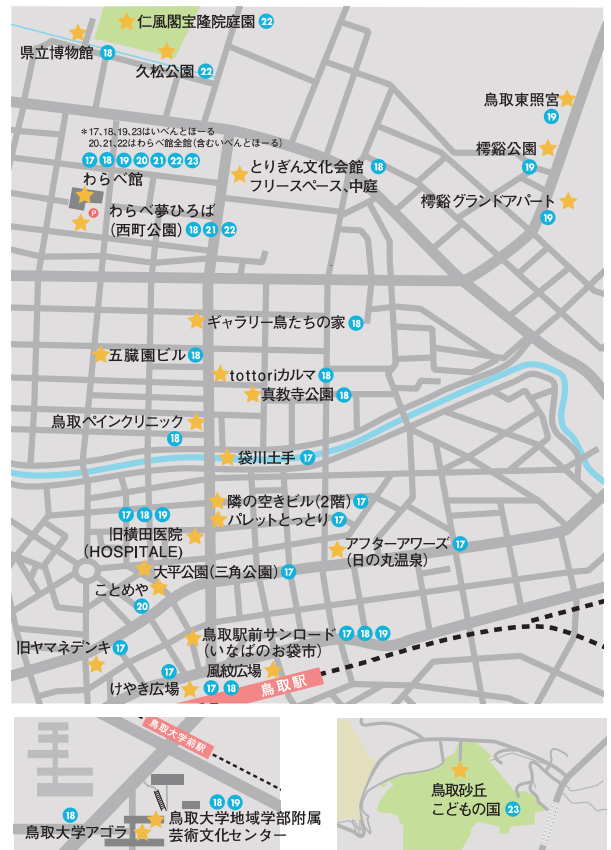 仁風閣宝隆院庭園 22
県立博物館 18
久松公園 22
鳥取東照宮
19
樗谿公園
19
樗谿グランドアパート
19
＊17、18、19、23はいべんとほーる
20、21、22はわらべ館全館(含むいべんとほーる)
17 18 19 20 21 22 23
わらべ館
とりぎん文化会館 18
フリースペース、中庭
P
わらべ夢ひろば
(西町公園) 18 21 22
ギャラリー鳥たちの家 18
五臓園ビル 18
tottoriカルマ 18
真教寺公園 18
鳥取ペインクリニック
18
袋川土手 17
隣の空きビル(2階) 17
パレットとっとり 17
17 18 19
旧横田医院
(HOSPITALE)
アフターアワーズ 17
(日の丸温泉)
大平公園(三角公園) 17
ことめや
20
鳥取駅前サンロード 17 18 19
(いなばのお袋市)
旧ヤマネデンキ 17
風紋広場
17
けやき広場 17 18
鳥取駅
鳥取大学前駅
18
鳥取大学アゴラ
18 19
鳥取大学地域学部附属
芸術文化センター
鳥取砂丘
こどもの国 23